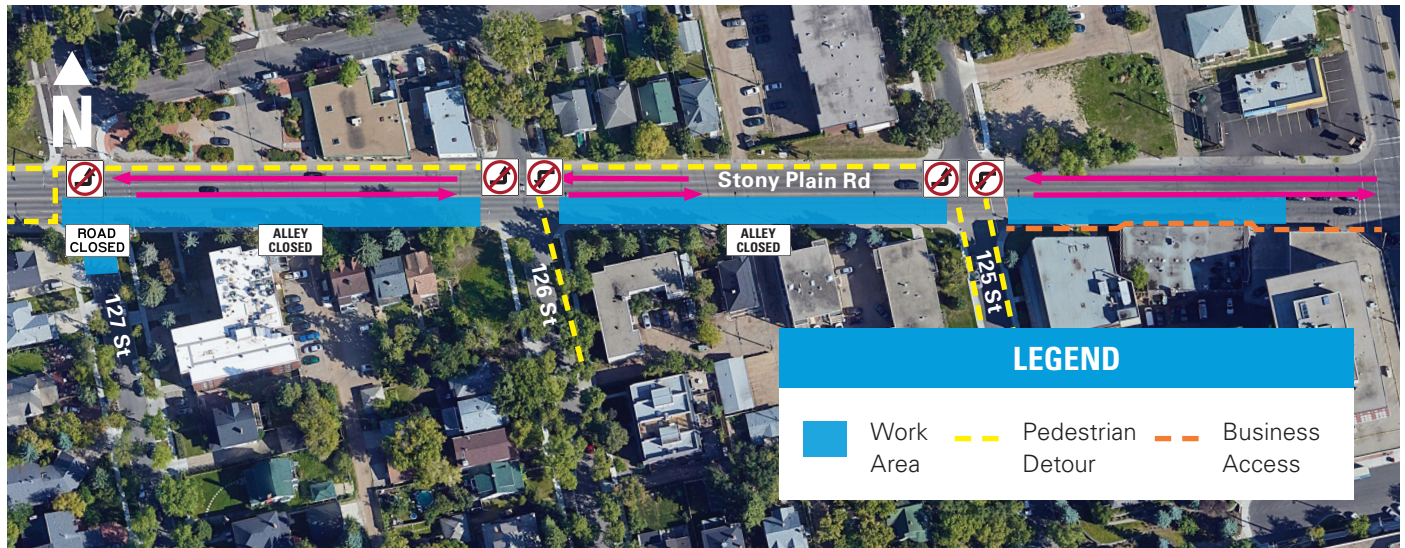 N
Stony Plain Rd
ROAD
CLOSED
ALLEY
CLOSED
ALLEY
CLOSED
127 St
126 St
125 St
LEGEND
Work
Area
Pedestrian
Detour
Business
Access